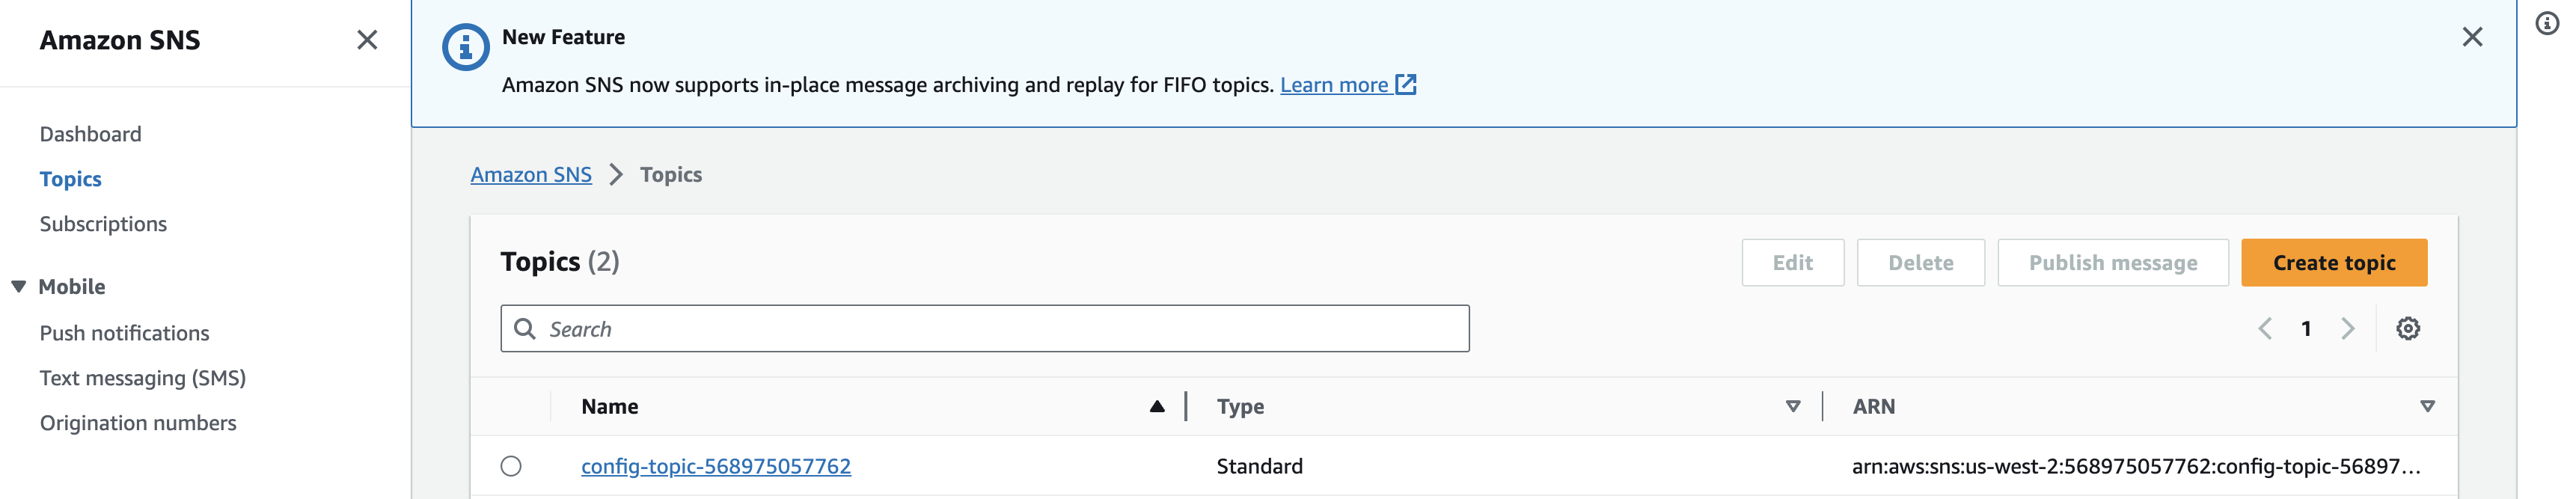 Amazon SNS
New Feature
Amazon SNS now supports in-place message archiving and replay for FIFO topics. Learn more
Dashboard
Topics
Subscriptions
Mobile
Push notifications
Text messaging (SMS)
Origination numbers
Amazon SNS > Topics
Topics (2)
Edit
Delete
Publish message
Create topic
Search
1
Name Type ARN
config-topic-568975057762 Standard arn:aws:sns:us-west-2:568975057762:config-topic-56897...